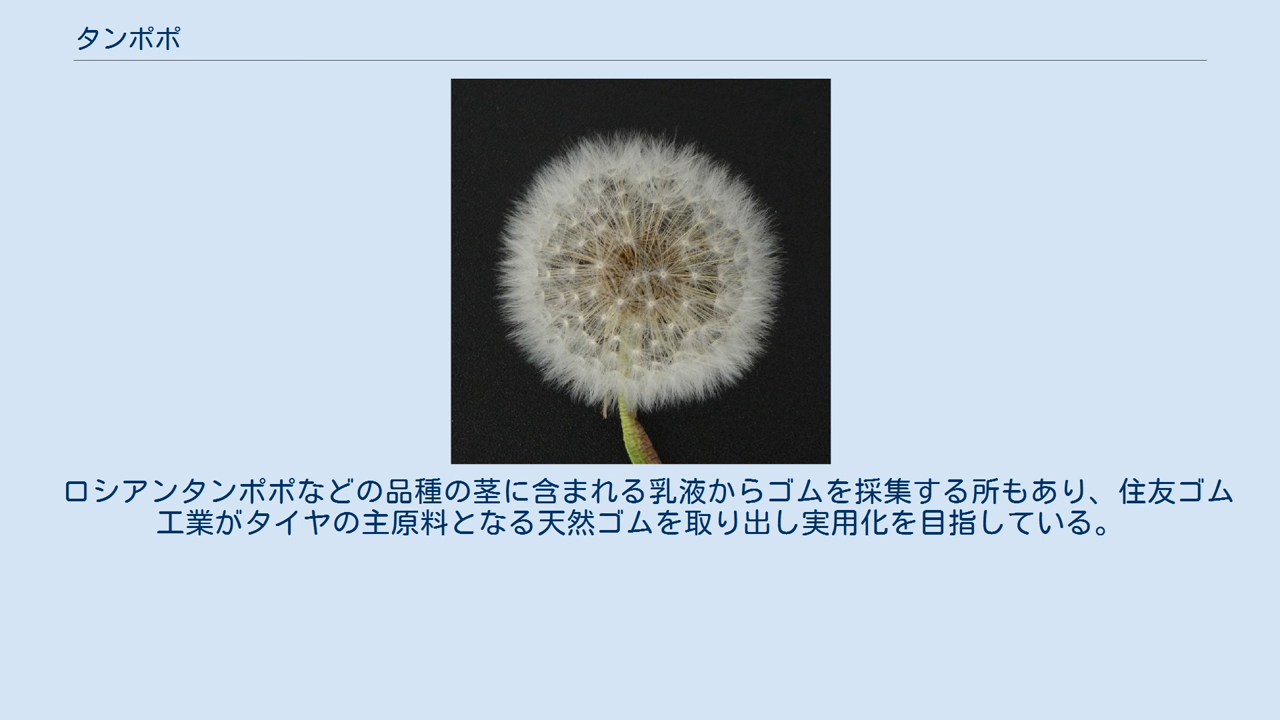 タンポポ
ロシアンタンポポなどの品種の茎に含まれる乳液からゴムを採集する所もあり、住友ゴム
工業がタイヤの主原料となる天然ゴムを取り出し実用化を目指している。